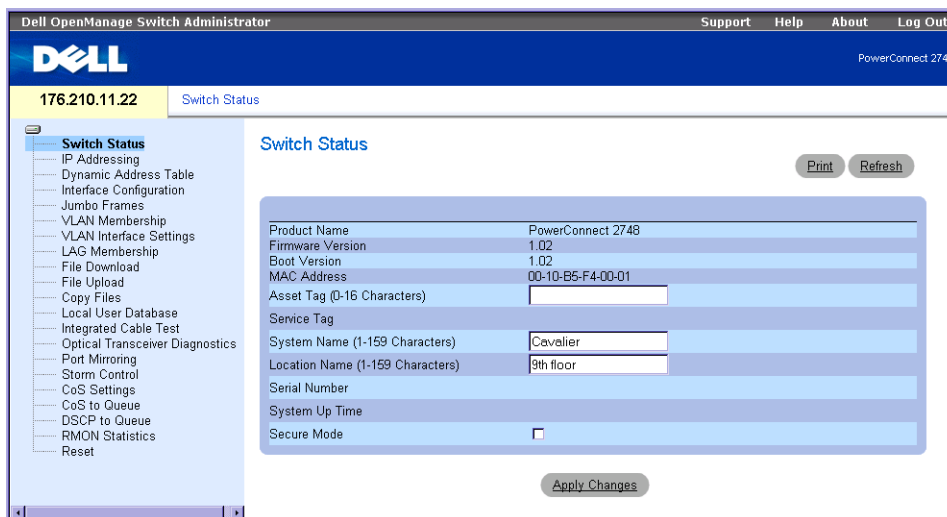 Dell OpenManage Switch Administrator Support Help About Log Out
DELL
PowerConnect 274
176.210.11.22 Switch Status
Switch Status
IP Addressing
Dynamic Address Table
Interface Configuration
Jumbo Frames
VLAN Membership
VLAN Interface Settings
LAG Membership
File Download
File Upload
Copy Files
Local User Database
Integrated Cable Test
Optical Transceiver Diagnostics
Port Mirroring
Storm Control
CoS Settings
CoS to Queue
DSCP to Queue
RMON Statistics
Reset
Switch Status
Print Refresh
Product Name PowerConnect 2748
Firmware Version 1.02
Boot Version 1.02
MAC Address 00-10-B5-F4-00-01
Asset Tag (0-16 Characters)
Service Tag
System Name (1-159 Characters) Cavalier
Location Name (1-159 Characters) 9th floor
Serial Number
System Up Time
Secure Mode
Apply Changes